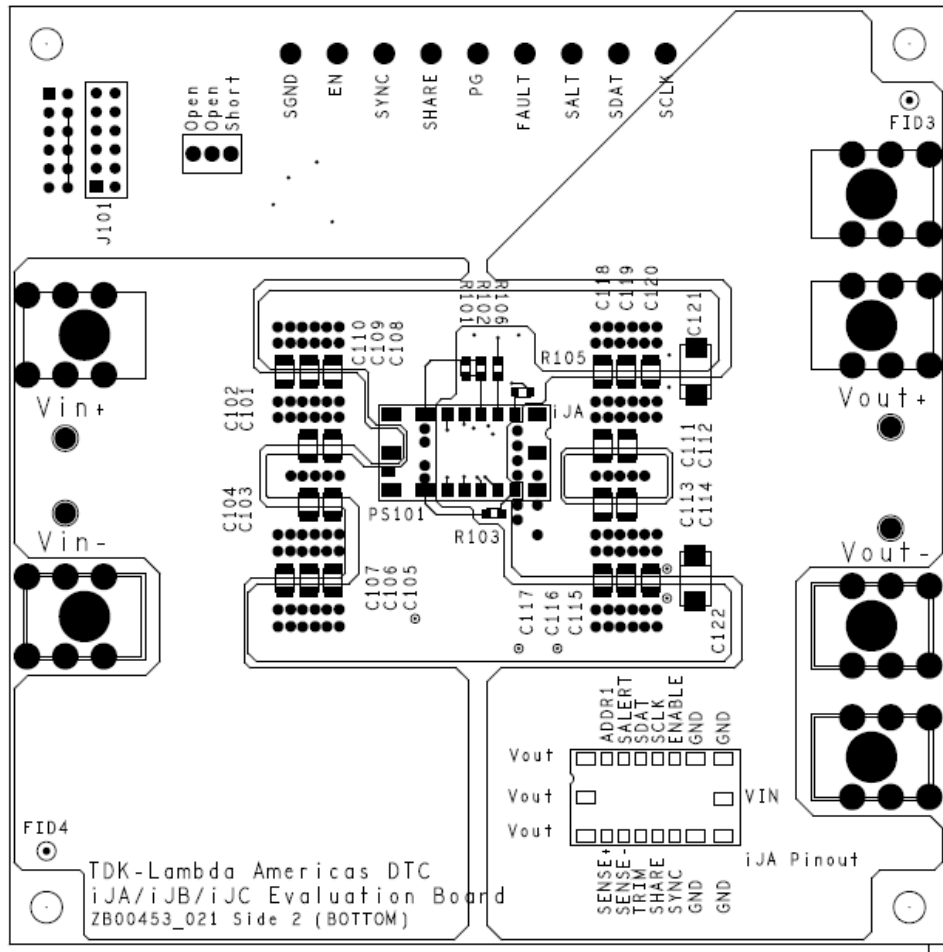 Open
Open
Short
J101
SGND
EN
SYNC
SHARE
PG
FAULT
SALT
SDAT
SCLK
FID3
R101
R102
R106
C110
C109
C108
C118
C119
C120
C121
R105
iJA
C102
C101
Vin+
Vout+
C111
C112
C104
C103
PS101
C113
C114
Vin-
R103
Vout-
C107
C106
C105
C117
C116
C115
C122
ADDR1
SALERT
SDAT
SCLK
ENABLE
GND
GND
Vout
Vout
VIN
Vout
SENSE+
SENSE-
TRIM
SHARE
SYNC
GND
GND
iJA Pinout
FID4
TDK-Lambda Americas DTC
iJA/iJB/iJC Evaluation Board
ZB00453_021 Side 2 (BOTTOM)